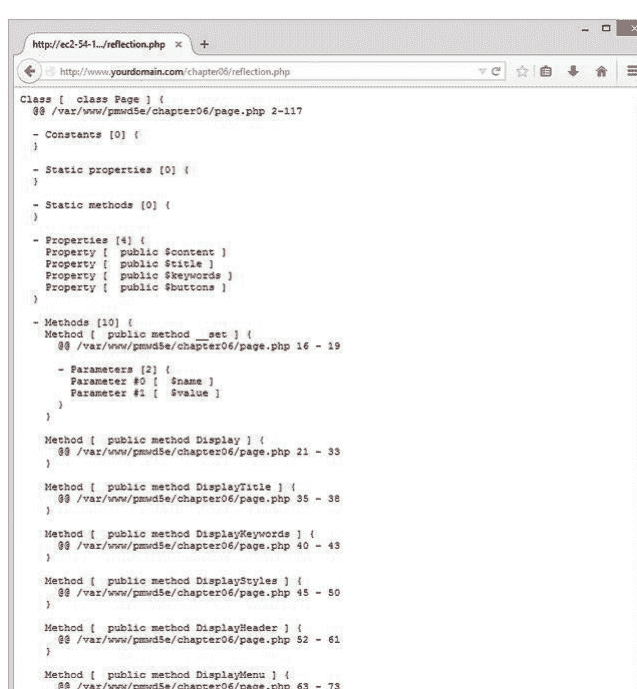 http://ec2-54-1.../reflection.php × +
http://www.yourdomain.com/chapter06/reflection.php
Class [ class Page ] {
@@ /var/www/pmwd5e/chapter06/page.php 2-117
- Constants [0] {
}
- Static properties [0] {
}
- Static methods [0] {
}
- Properties [4] {
Property [ public $content ]
Property [ public $title ]
Property [ public $keywords ]
Property [ public $buttons ]
}
- Methods [10] {
Method [ public method __set ] {
@@ /var/www/pmwd5e/chapter06/page.php 16 - 19
- Parameters [2] {
Parameter #0 [ $name ]
Parameter #1 [ $value ]
}
}
Method [ public method Display ] {
@@ /var/www/pmwd5e/chapter06/page.php 21 - 33
}
Method [ public method DisplayTitle ] {
@@ /var/www/pmwd5e/chapter06/page.php 35 - 38
}
Method [ public method DisplayKeywords ] {
@@ /var/www/pmwd5e/chapter06/page.php 40 - 43
}
Method [ public method DisplayStyles ] {
@@ /var/www/pmwd5e/chapter06/page.php 45 - 50
}
Method [ public method DisplayHeader ] {
@@ /var/www/pmwd5e/chapter06/page.php 52 - 61
}
Method [ public method DisplayMenu ] {
@@ /var/www/pmwd5e/chapter06/page.php 63 - 73